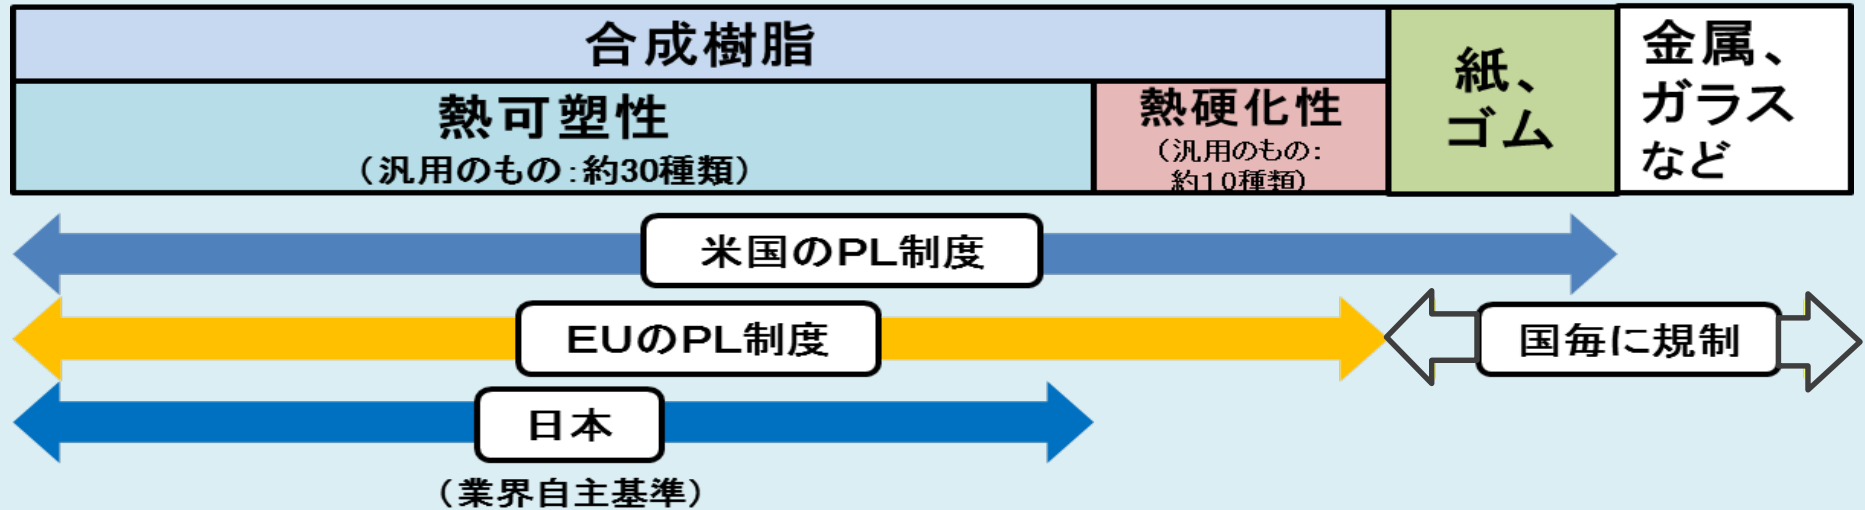 合成樹脂
熱可塑性
（汎用のもの：約30種類）
熱硬化性
（汎用のもの：
約10種類）
紙、
ゴム
金属、
ガラス
など
米国のPL制度
EUのPL制度
国毎に規制
日本
（業界自主基準）